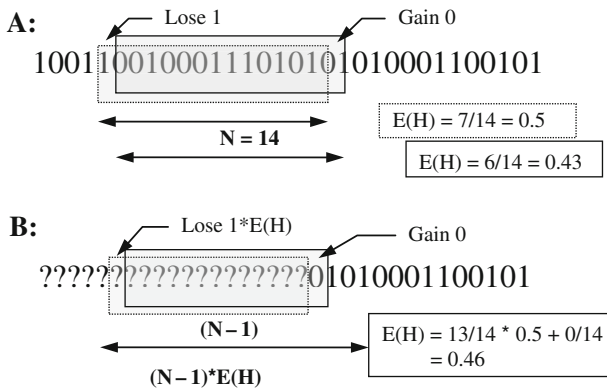 A:
Lose 1
Gain 0
10011001000111010101010001100101
N = 14
E(H) = 7/14 = 0.5
E(H) = 6/14 = 0.43
B:
Lose 1*E(H)
Gain 0
???????????????????01010001100101
(N–1)
(N–1)*E(H)
E(H) = 13/14 * 0.5 + 0/14
= 0.46